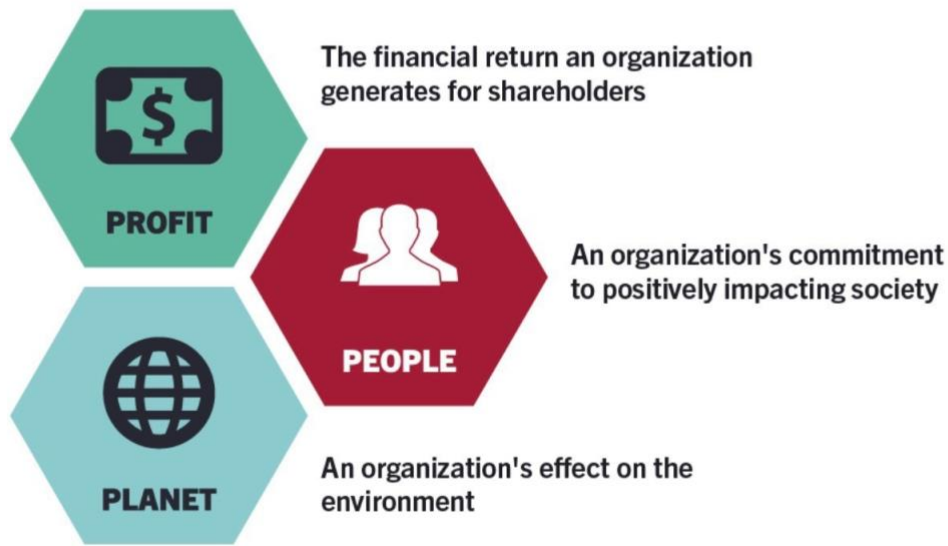 The financial return an organization
generates for shareholders
$
PROFIT
An organization's commitment
to positively impacting society
PEOPLE
An organization's effect on the
environment
PLANET